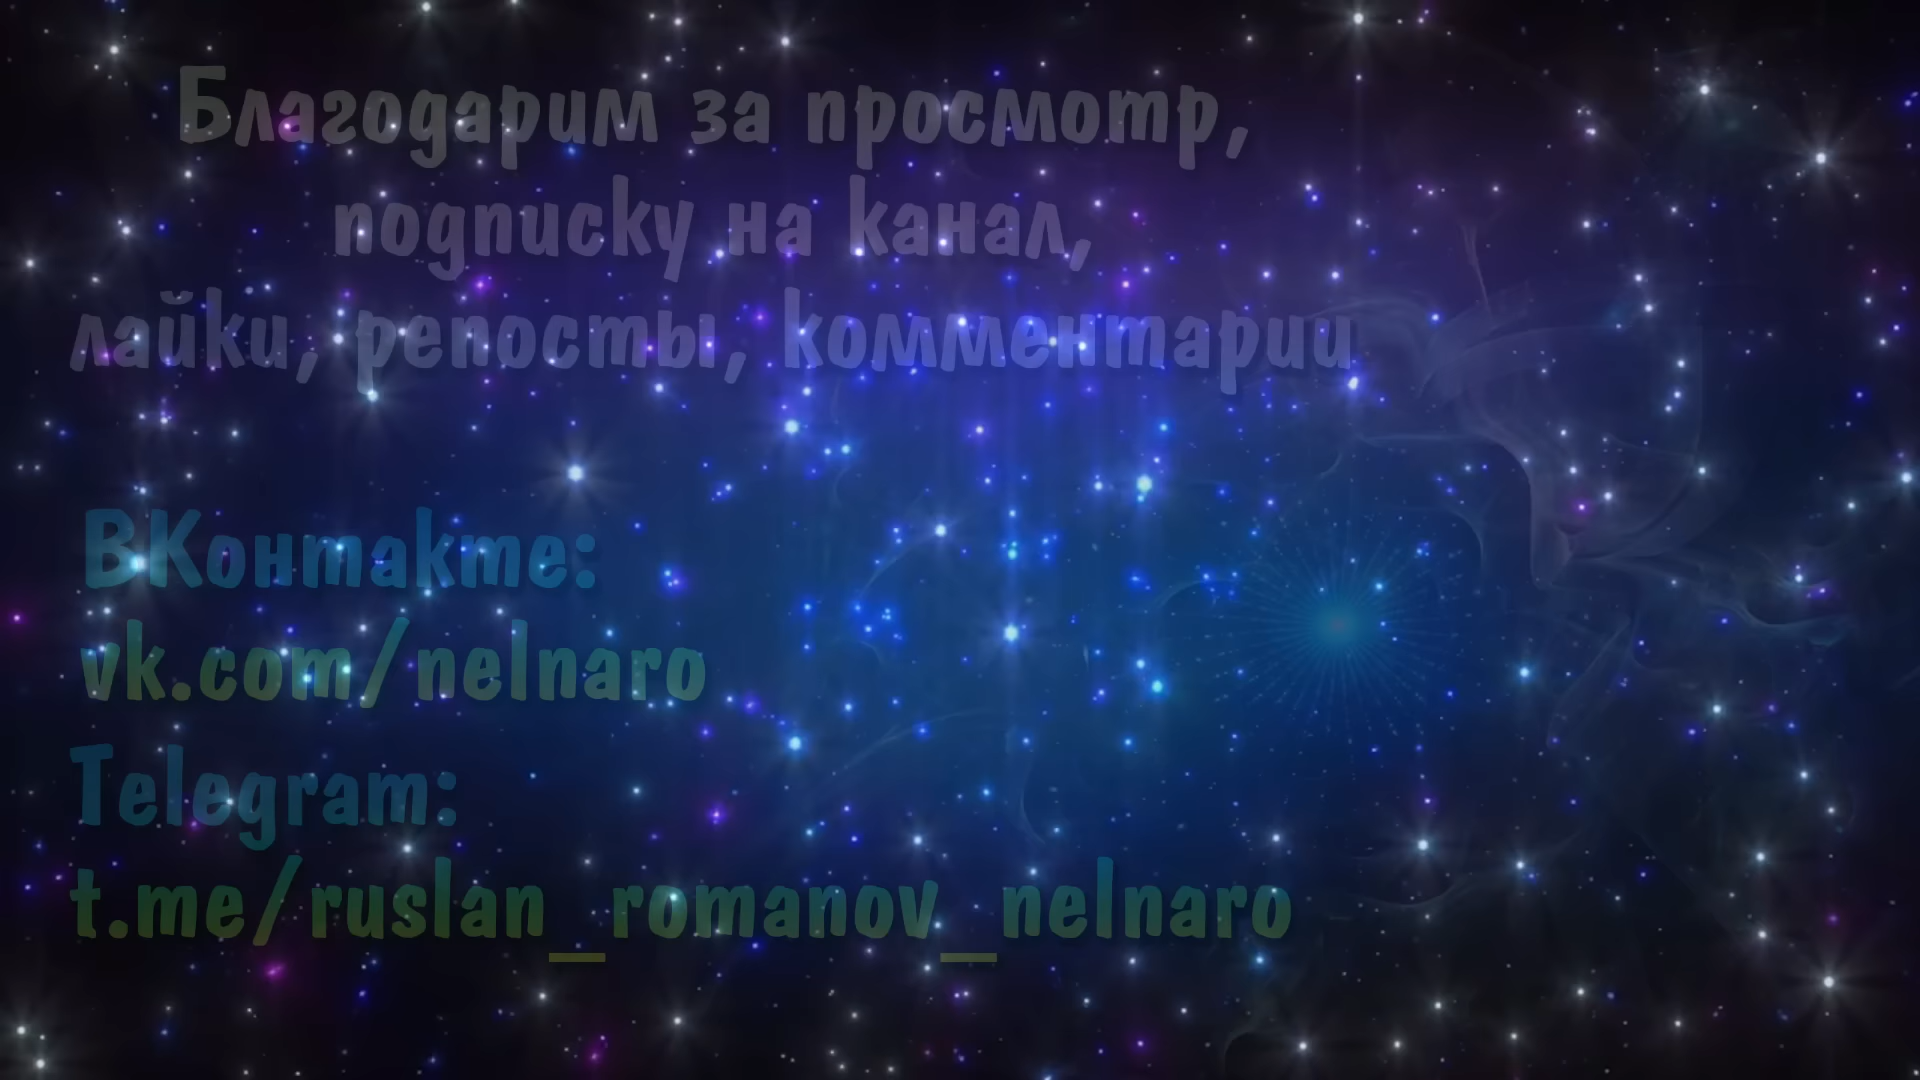 Благодарим за просмотр,
подписку на канал,
лайки, репосты, комментарии
ВКонтакте:
vk.com/nelnaro
Telegram:
t.me/ruslan_romanov_nelnaro